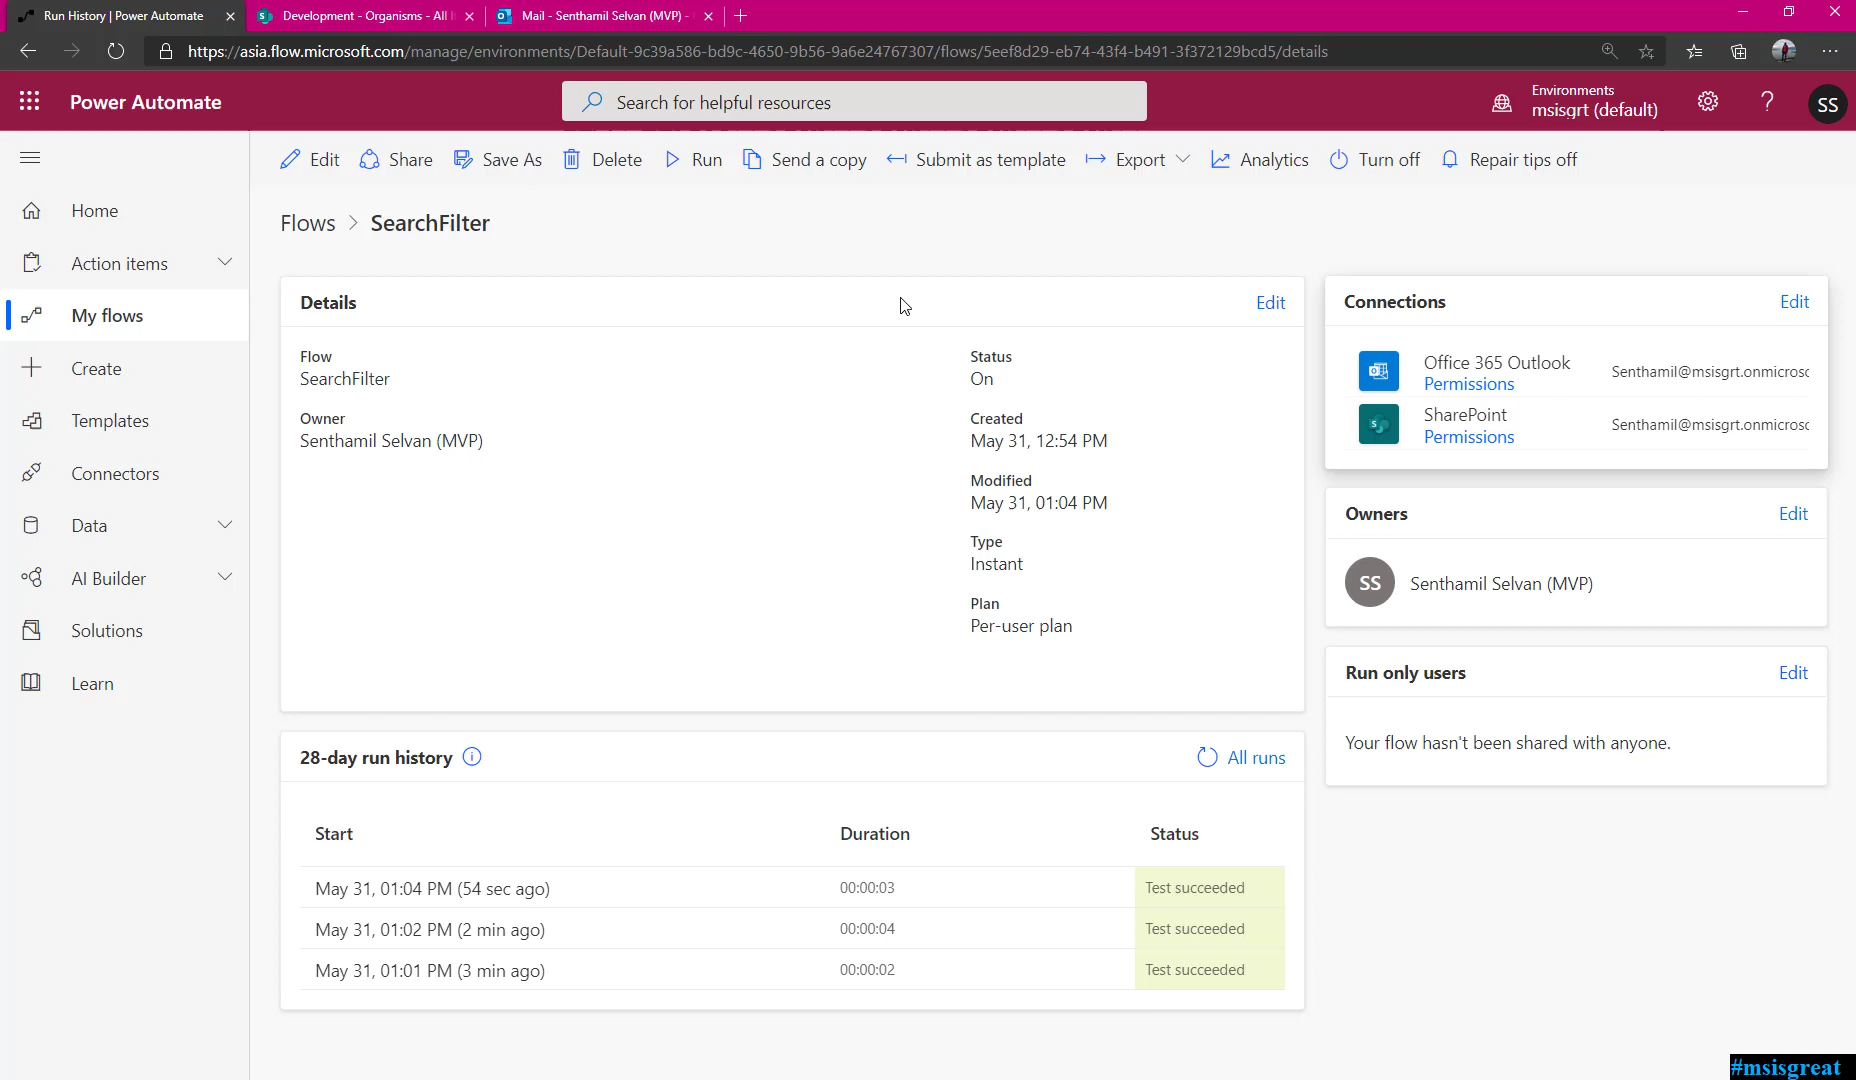 Run History | Power Automate
Development - Organisms - All
Mail - Senthamil Selvan (MVP) -
https://asia.flow.microsoft.com/manage/environments/Default-9c39a586-bd9c-4650-9b56-9a6e24767307/flows/5eef8d29-eb74-43f4-b491-3f372129bcd5/details
Power Automate
Search for helpful resources
Environments
msisgrt (default)
?
SS
Edit
Share
Save As
Delete
Run
Send a copy
Submit as template
Export
Analytics
Turn off
Repair tips off
Home
Action items
My flows
Create
Templates
Connectors
Data
AI Builder
Solutions
Learn
Flows > SearchFilter
Details
Edit
Flow
SearchFilter
Owner
Senthamil Selvan (MVP)
Status
On
Created
May 31, 12:54 PM
Modified
May 31, 01:04 PM
Type
Instant
Plan
Per-user plan
Connections
Edit
Office 365 Outlook
Permissions
Senthamil@msisgrt.onmicrosc
SharePoint
Permissions
Senthamil@msisgrt.onmicrosc
Owners
Edit
SS
Senthamil Selvan (MVP)
Run only users
Edit
Your flow hasn't been shared with anyone.
28-day run history
All runs
Start Duration Status
May 31, 01:04 PM (54 sec ago) 00:00:03 Test succeeded
May 31, 01:02 PM (2 min ago) 00:00:04 Test succeeded
May 31, 01:01 PM (3 min ago) 00:00:02 Test succeeded
#msisgreat